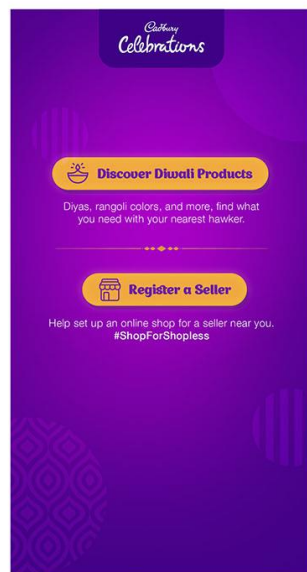 Cadbury
Celebrations
Discover Diwali Products
Diyas, rangoli colors, and more, find what
you need with your nearest hawker.
Register a Seller
Help set up an online shop for a seller near you.
#ShopForShopless